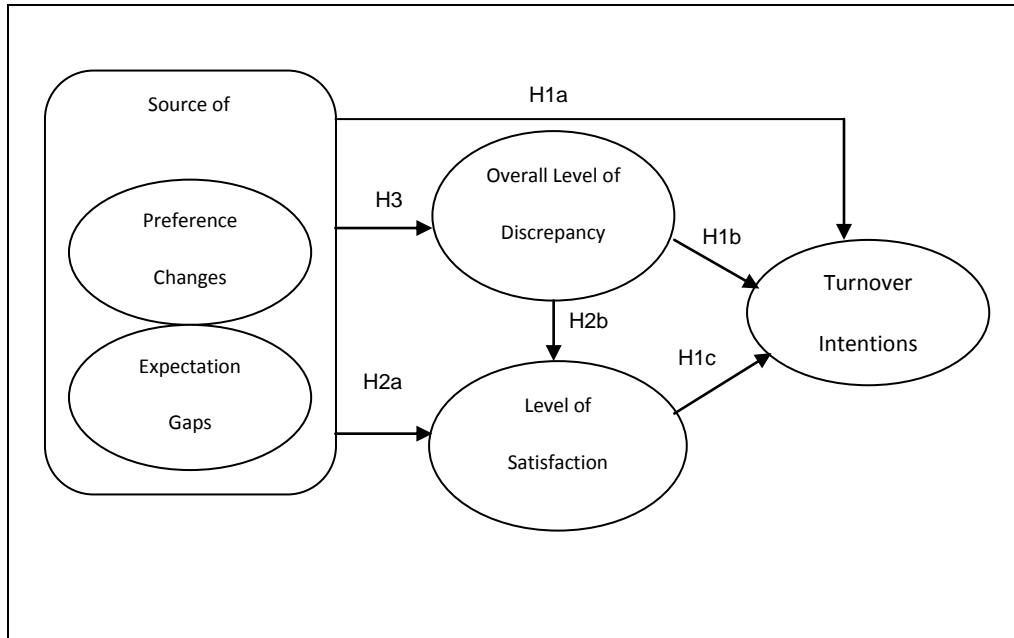 Source of
Preference
Changes
Expectation
Gaps
H1a
H3
Overall Level of
Discrepancy
H1b
H2b
H2a
Level of
Satisfaction
H1c
Turnover
Intentions